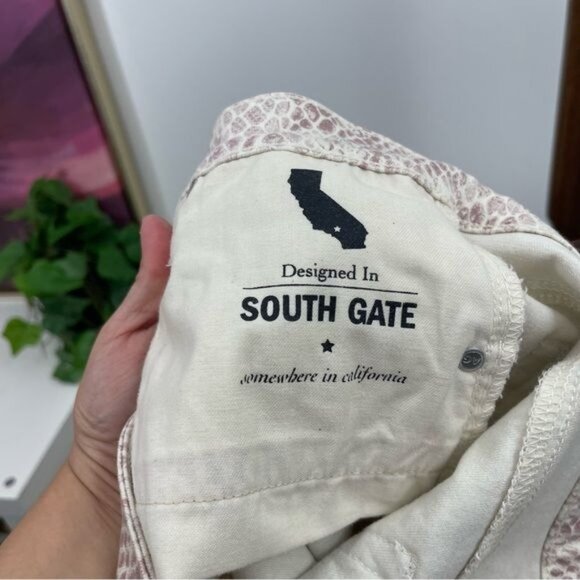 Designed In
SOUTH GATE
somewhere in california